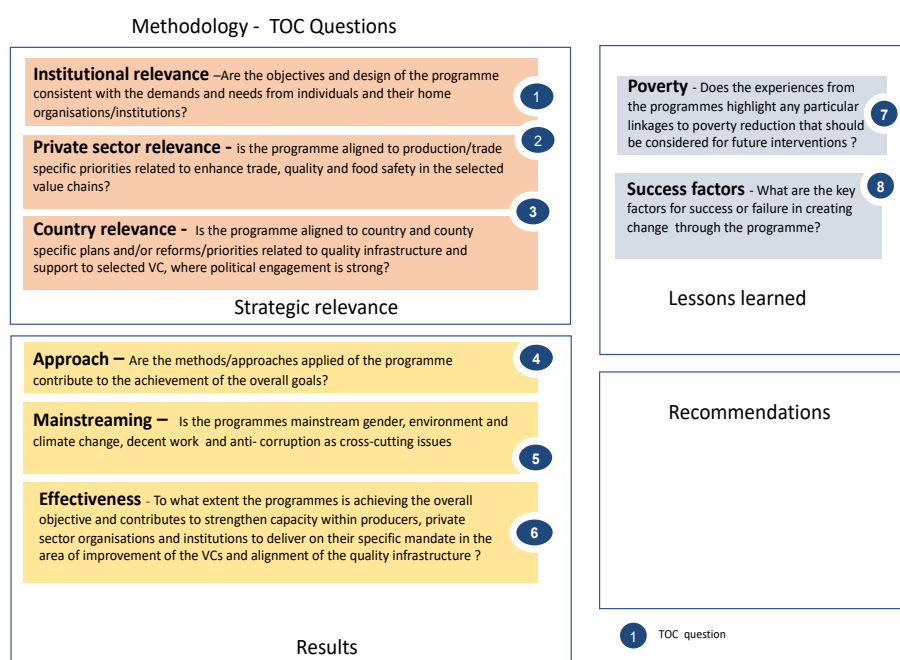 Methodology - TOC Questions
Institutional relevance –Are the objectives and design of the programme
consistent with the demands and needs from individuals and their home
organisations/institutions?
1
Private sector relevance - is the programme aligned to production/trade
specific priorities related to enhance trade, quality and food safety in the selected
value chains?
2
Country relevance - Is the programme aligned to country and county
specific plans and/or reforms/priorities related to quality infrastructure and
support to selected VC, where political engagement is strong?
3
Strategic relevance
Approach – Are the methods/approaches applied of the programme
contribute to the achievement of the overall goals?
4
Mainstreaming – Is the programmes mainstream gender, environment and
climate change, decent work and anti- corruption as cross-cutting issues
5
Effectiveness - To what extent the programmes is achieving the overall
objective and contributes to strengthen capacity within producers, private
sector organisations and institutions to deliver on their specific mandate in the
area of improvement of the VCs and alignment of the quality infrastructure ?
6
Results
Poverty - Does the experiences from
the programmes highlight any particular
linkages to poverty reduction that should
be considered for future interventions ?
7
Success factors - What are the key
factors for success or failure in creating
change through the programme?
8
Lessons learned
Recommendations
1 TOC question